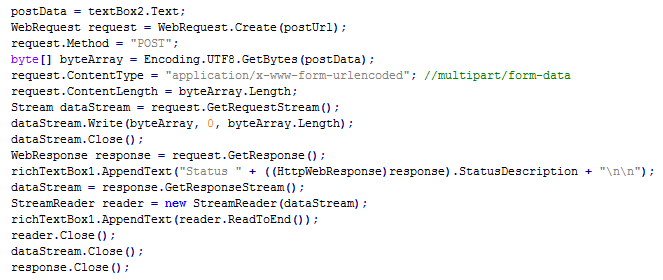 postData = textBox2.Text;
WebRequest request = WebRequest.Create(postUrl);
request.Method = "POST";
byte[] byteArray = Encoding.UTF8.GetBytes(postData);
request.ContentType = "application/x-www-form-urlencoded"; //multipart/form-data
request.ContentLength = byteArray.Length;
Stream dataStream = request.GetRequestStream();
dataStream.Write(byteArray, 0, byteArray.Length);
dataStream.Close();
WebResponse response = request.GetResponse();
richTextBox1.AppendText("Status " + ((HttpWebResponse)response).StatusDescription + "\n\n");
dataStream = response.GetResponseStream();
StreamReader reader = new StreamReader(dataStream);
richTextBox1.AppendText(reader.ReadToEnd());
reader.Close();
dataStream.Close();
response.Close();